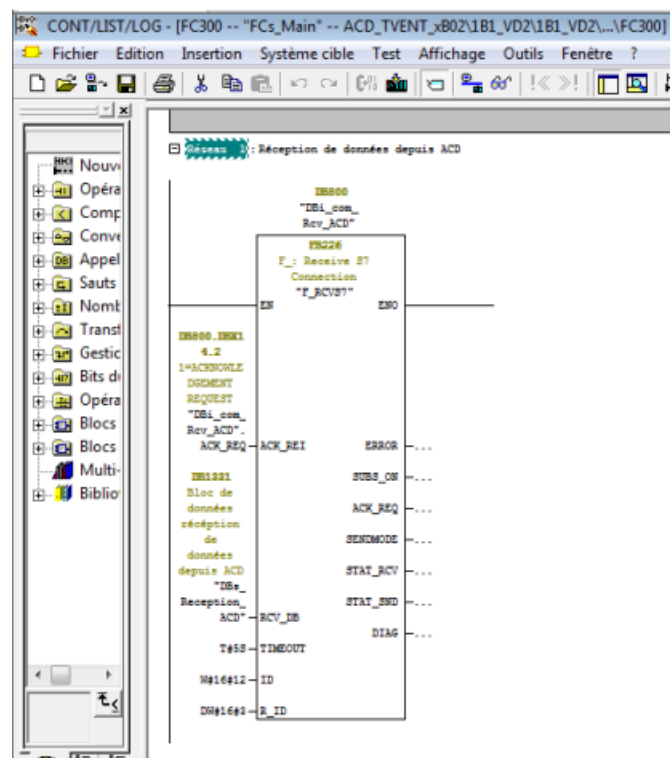 CONT/LIST/LOG - [FC300 -- "FCs_Main" -- ACD_TVENT_xB02\1B1_VD2\1B1_VD2\...\FC300]
Fichier Edition Insertion Système cible Test Affichage Outils Fenêtre ?
Nouv
Opéra
Comp
Conve
Appel
Sauts
Nomb
Transf
Gestic
Bits d
Opéra
Blocs
Blocs
Multi-
Biblio
Réseau 1: Réception de données depuis ACD
DB800
"DBi_com_
Rcv_ACD"
FB226
F_: Receive S7
Connection
"F_RCVS7"
EN ENO
DB800.DBX1
4.2
1=ACKNOWLE
DGEMENT
REQUEST
"DBi_com_
Rcv_ACD".
ACK_REQ ACK_REI ERROR ...
DB1221
Bloc de
données
récéption
de
données
depuis ACD
"DBs_
Reception_
ACD" RCV_DB
SUBS_ON ...
ACK_REQ ...
SENDMODE ...
STAT_RCV ...
STAT_SND ...
DIAG ...
T#5S TIMEOUT
W#16#12 ID
DW#16#3 R_ID